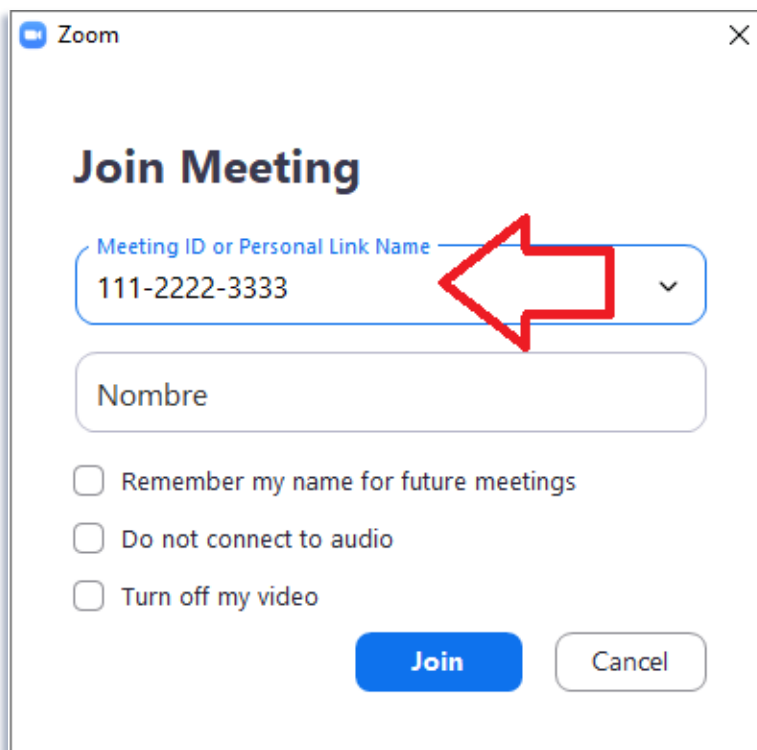 Zoom
Join Meeting
Meeting ID or Personal Link Name
111-2222-3333
Nombre
Remember my name for future meetings
Do not connect to audio
Turn off my video
Join Cancel